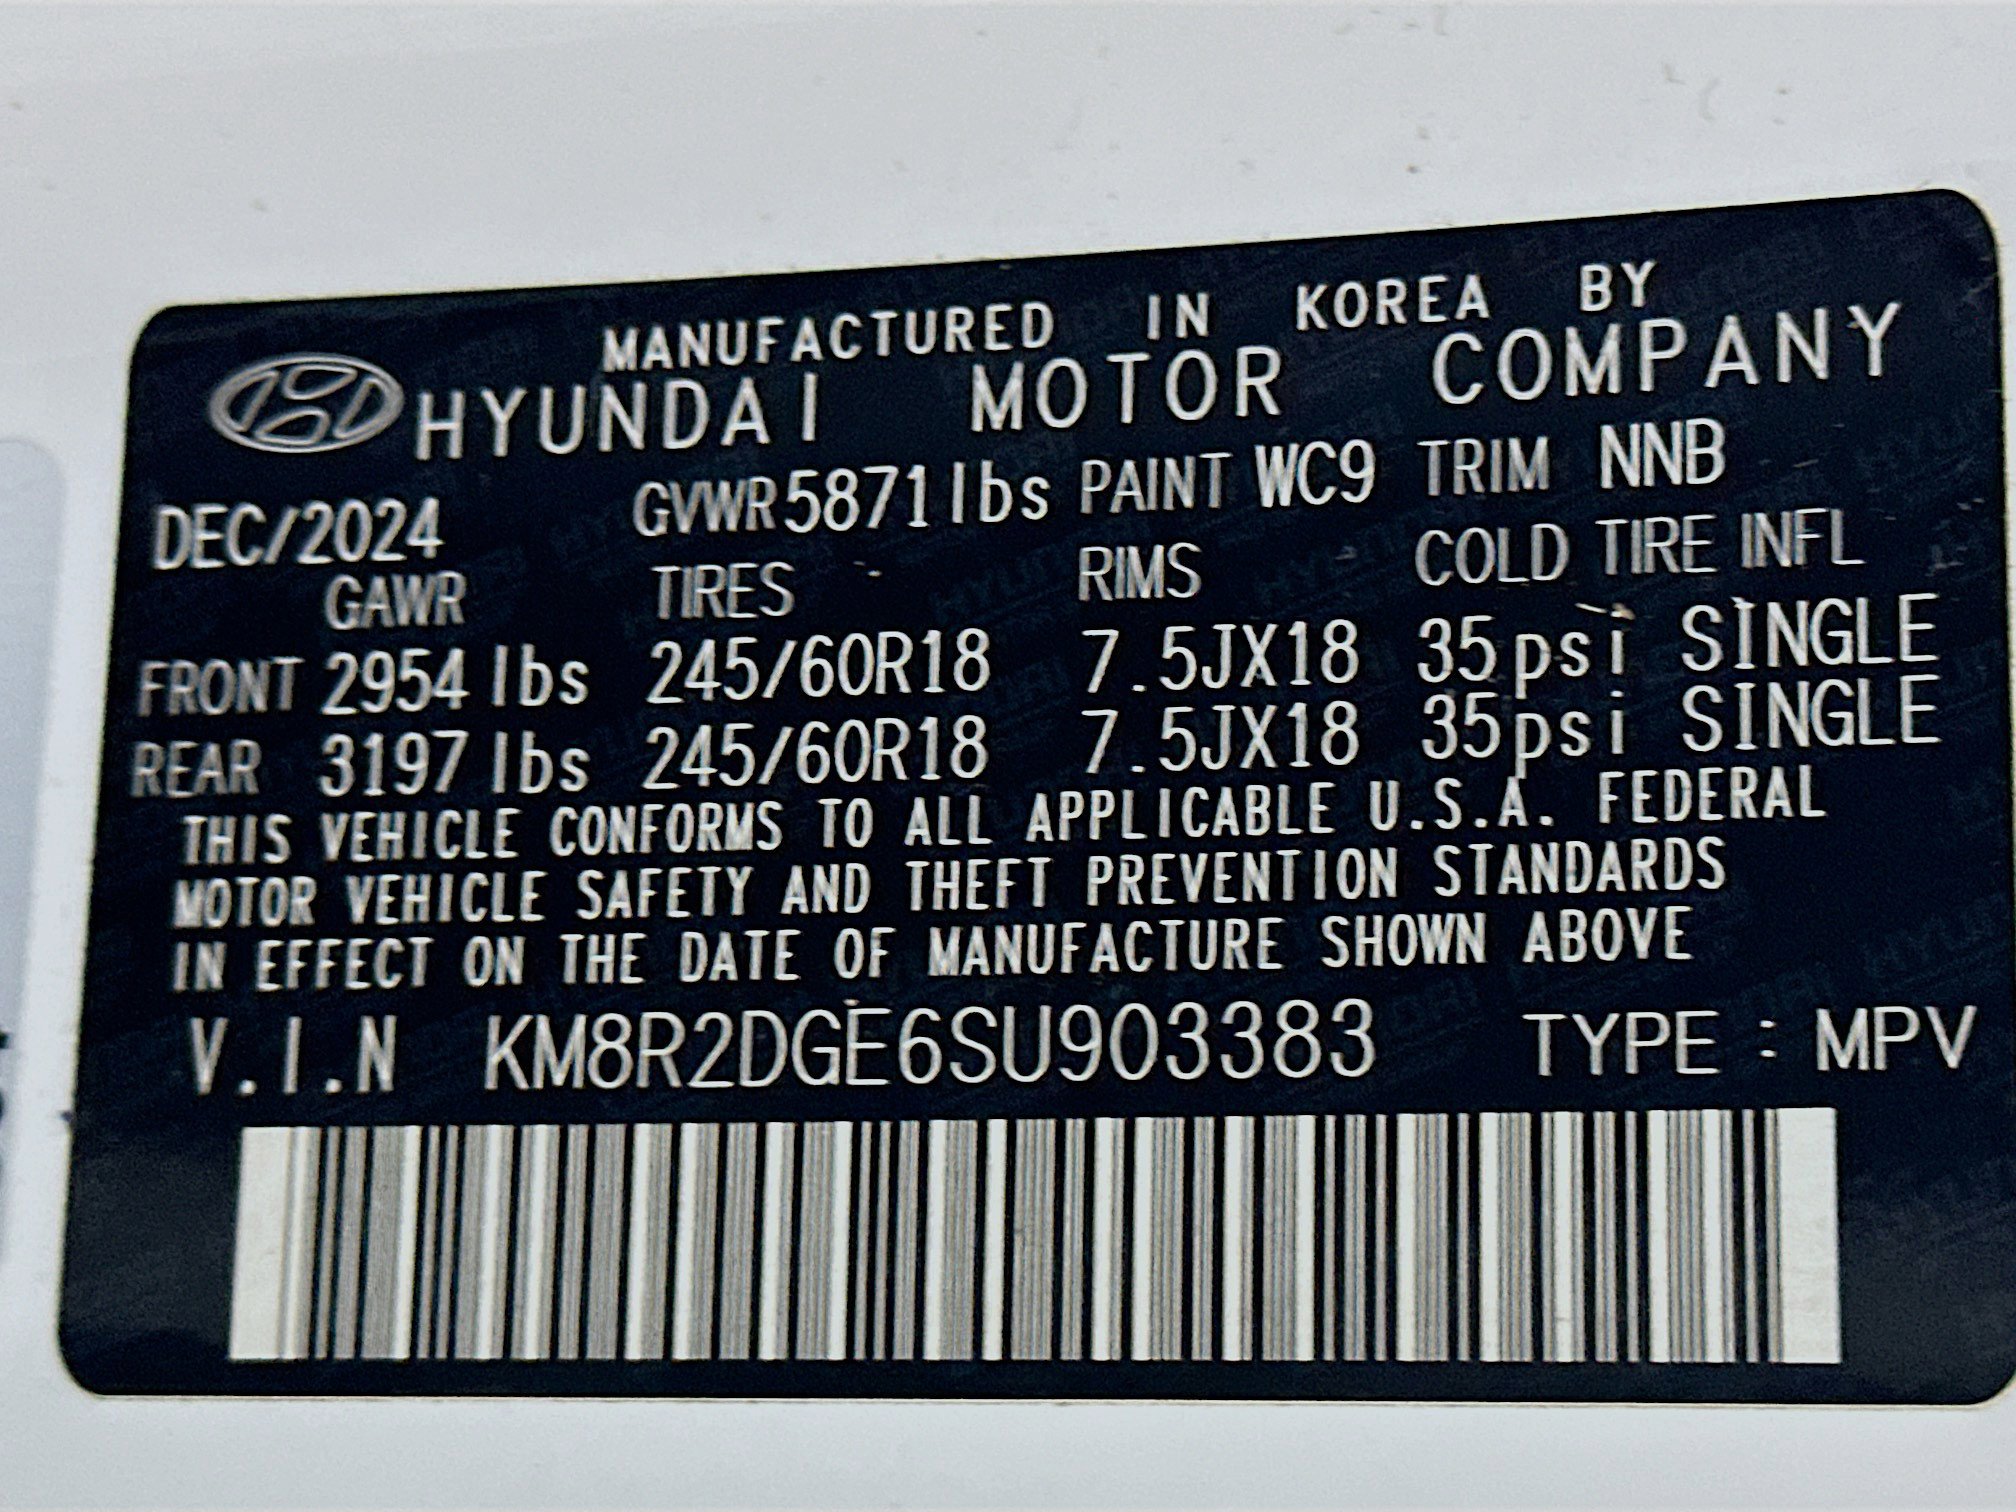 MANUFACTURED IN KOREA BY
HYUNDAI MOTOR COMPANY
DEC/2024 GVWR 5871 lbs PAINT WC9 TRIM NNB
GAWR TIRES RIMS COLD TIRE INFL
FRONT 2954 lbs 245/60R18 7.5JX18 35psi SINGLE
REAR 3197 lbs 245/60R18 7.5JX18 35psi SINGLE
THIS VEHICLE CONFORMS TO ALL APPLICABLE U.S.A. FEDERAL
MOTOR VEHICLE SAFETY AND THEFT PREVENTION STANDARDS
IN EFFECT ON THE DATE OF MANUFACTURE SHOWN ABOVE
V.I.N KM8R2DGE6SU903383 TYPE : MPV